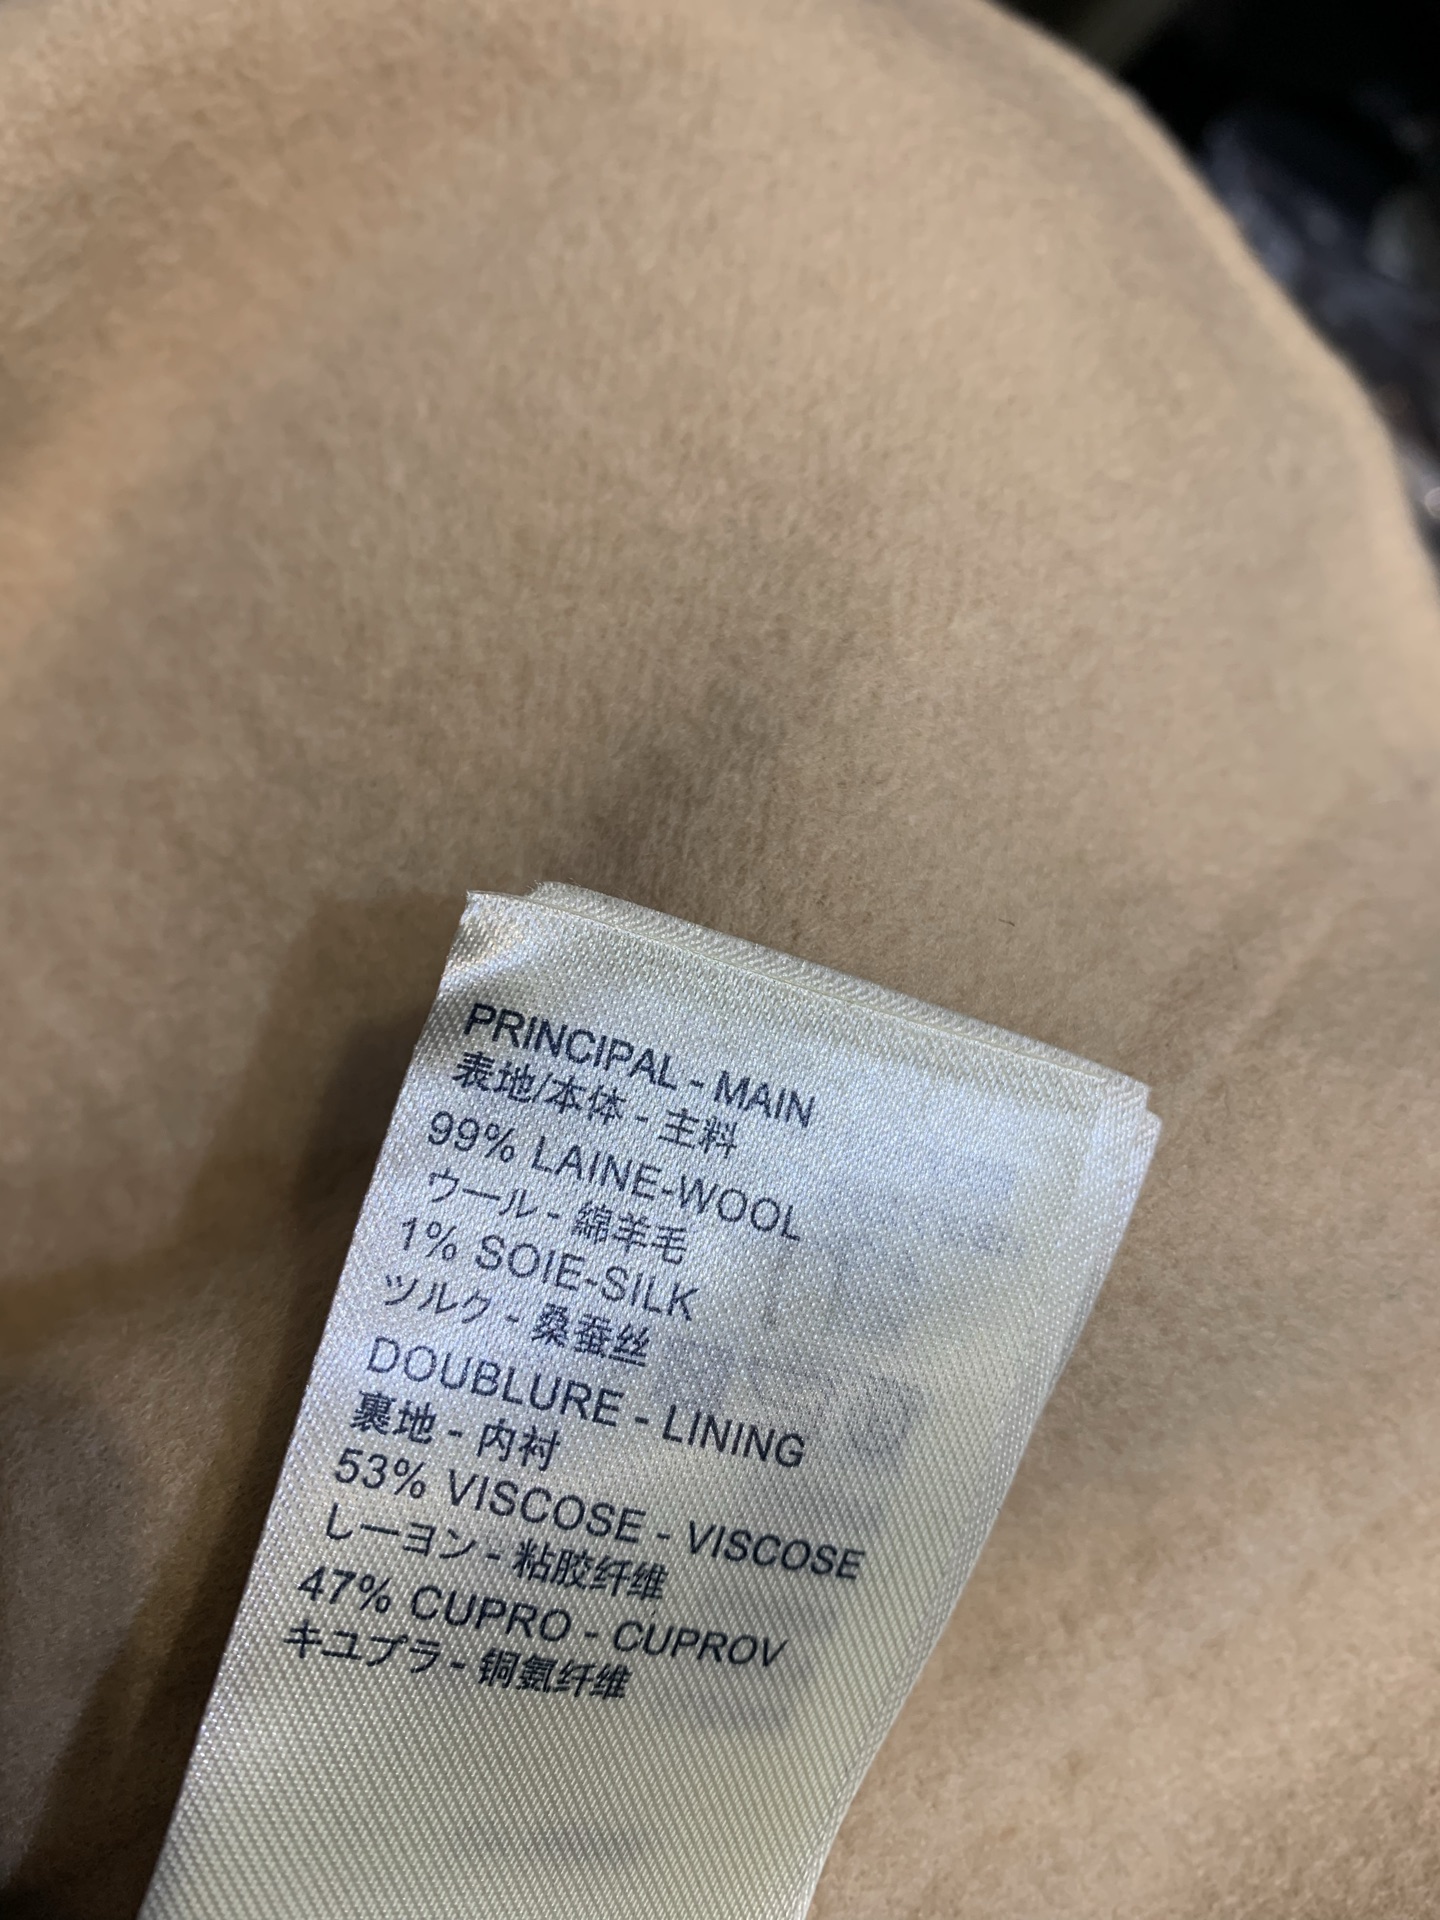 PRINCIPAL - MAIN
表地/本体 - 主料
99% LAINE-WOOL
ウール - 綿羊毛
1% SOIE-SILK
ツルク - 桑蚕丝
DOUBLURE - LINING
裏地 - 内衬
53% VISCOSE - VISCOSE
レーヨン - 粘胶纤维
47% CUPRO - CUPROV
キユプラ - 铜氨纤维